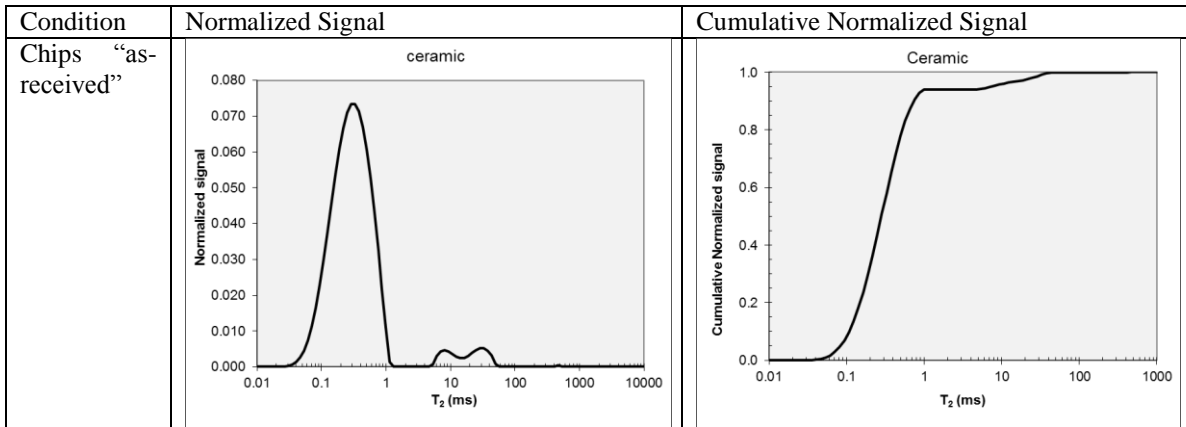 Condition
Normalized Signal
Cumulative Normalized Signal
Chips “as-
received”
ceramic
0.080
0.070
0.060
0.050
0.040
0.030
0.020
0.010
0.000
Normalized signal
0.01 0.1 1 10 100 1000 10000
T2 (ms)
Ceramic
1.0
0.8
0.6
0.4
0.2
0.0
Cumulative Normalized signal
0.01 0.1 1 10 100 1000
T2 (ms)